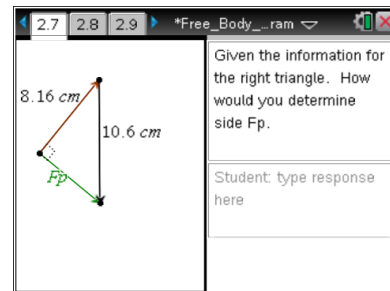 2.7 2.8 2.9 *Free_Body_...ram
8.16 cm
10.6 cm
Fp
Given the information for
the right triangle. How
would you determine
side Fp.
Student: type response
here